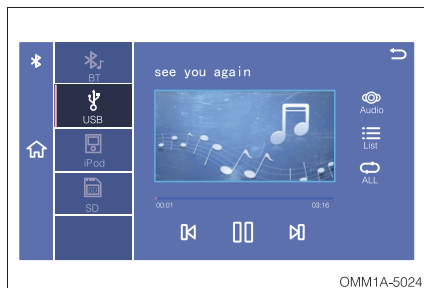 BT
USB
iPod
SD
see you again
00:01
03:16
Audio
List
ALL
OMM1A-5024